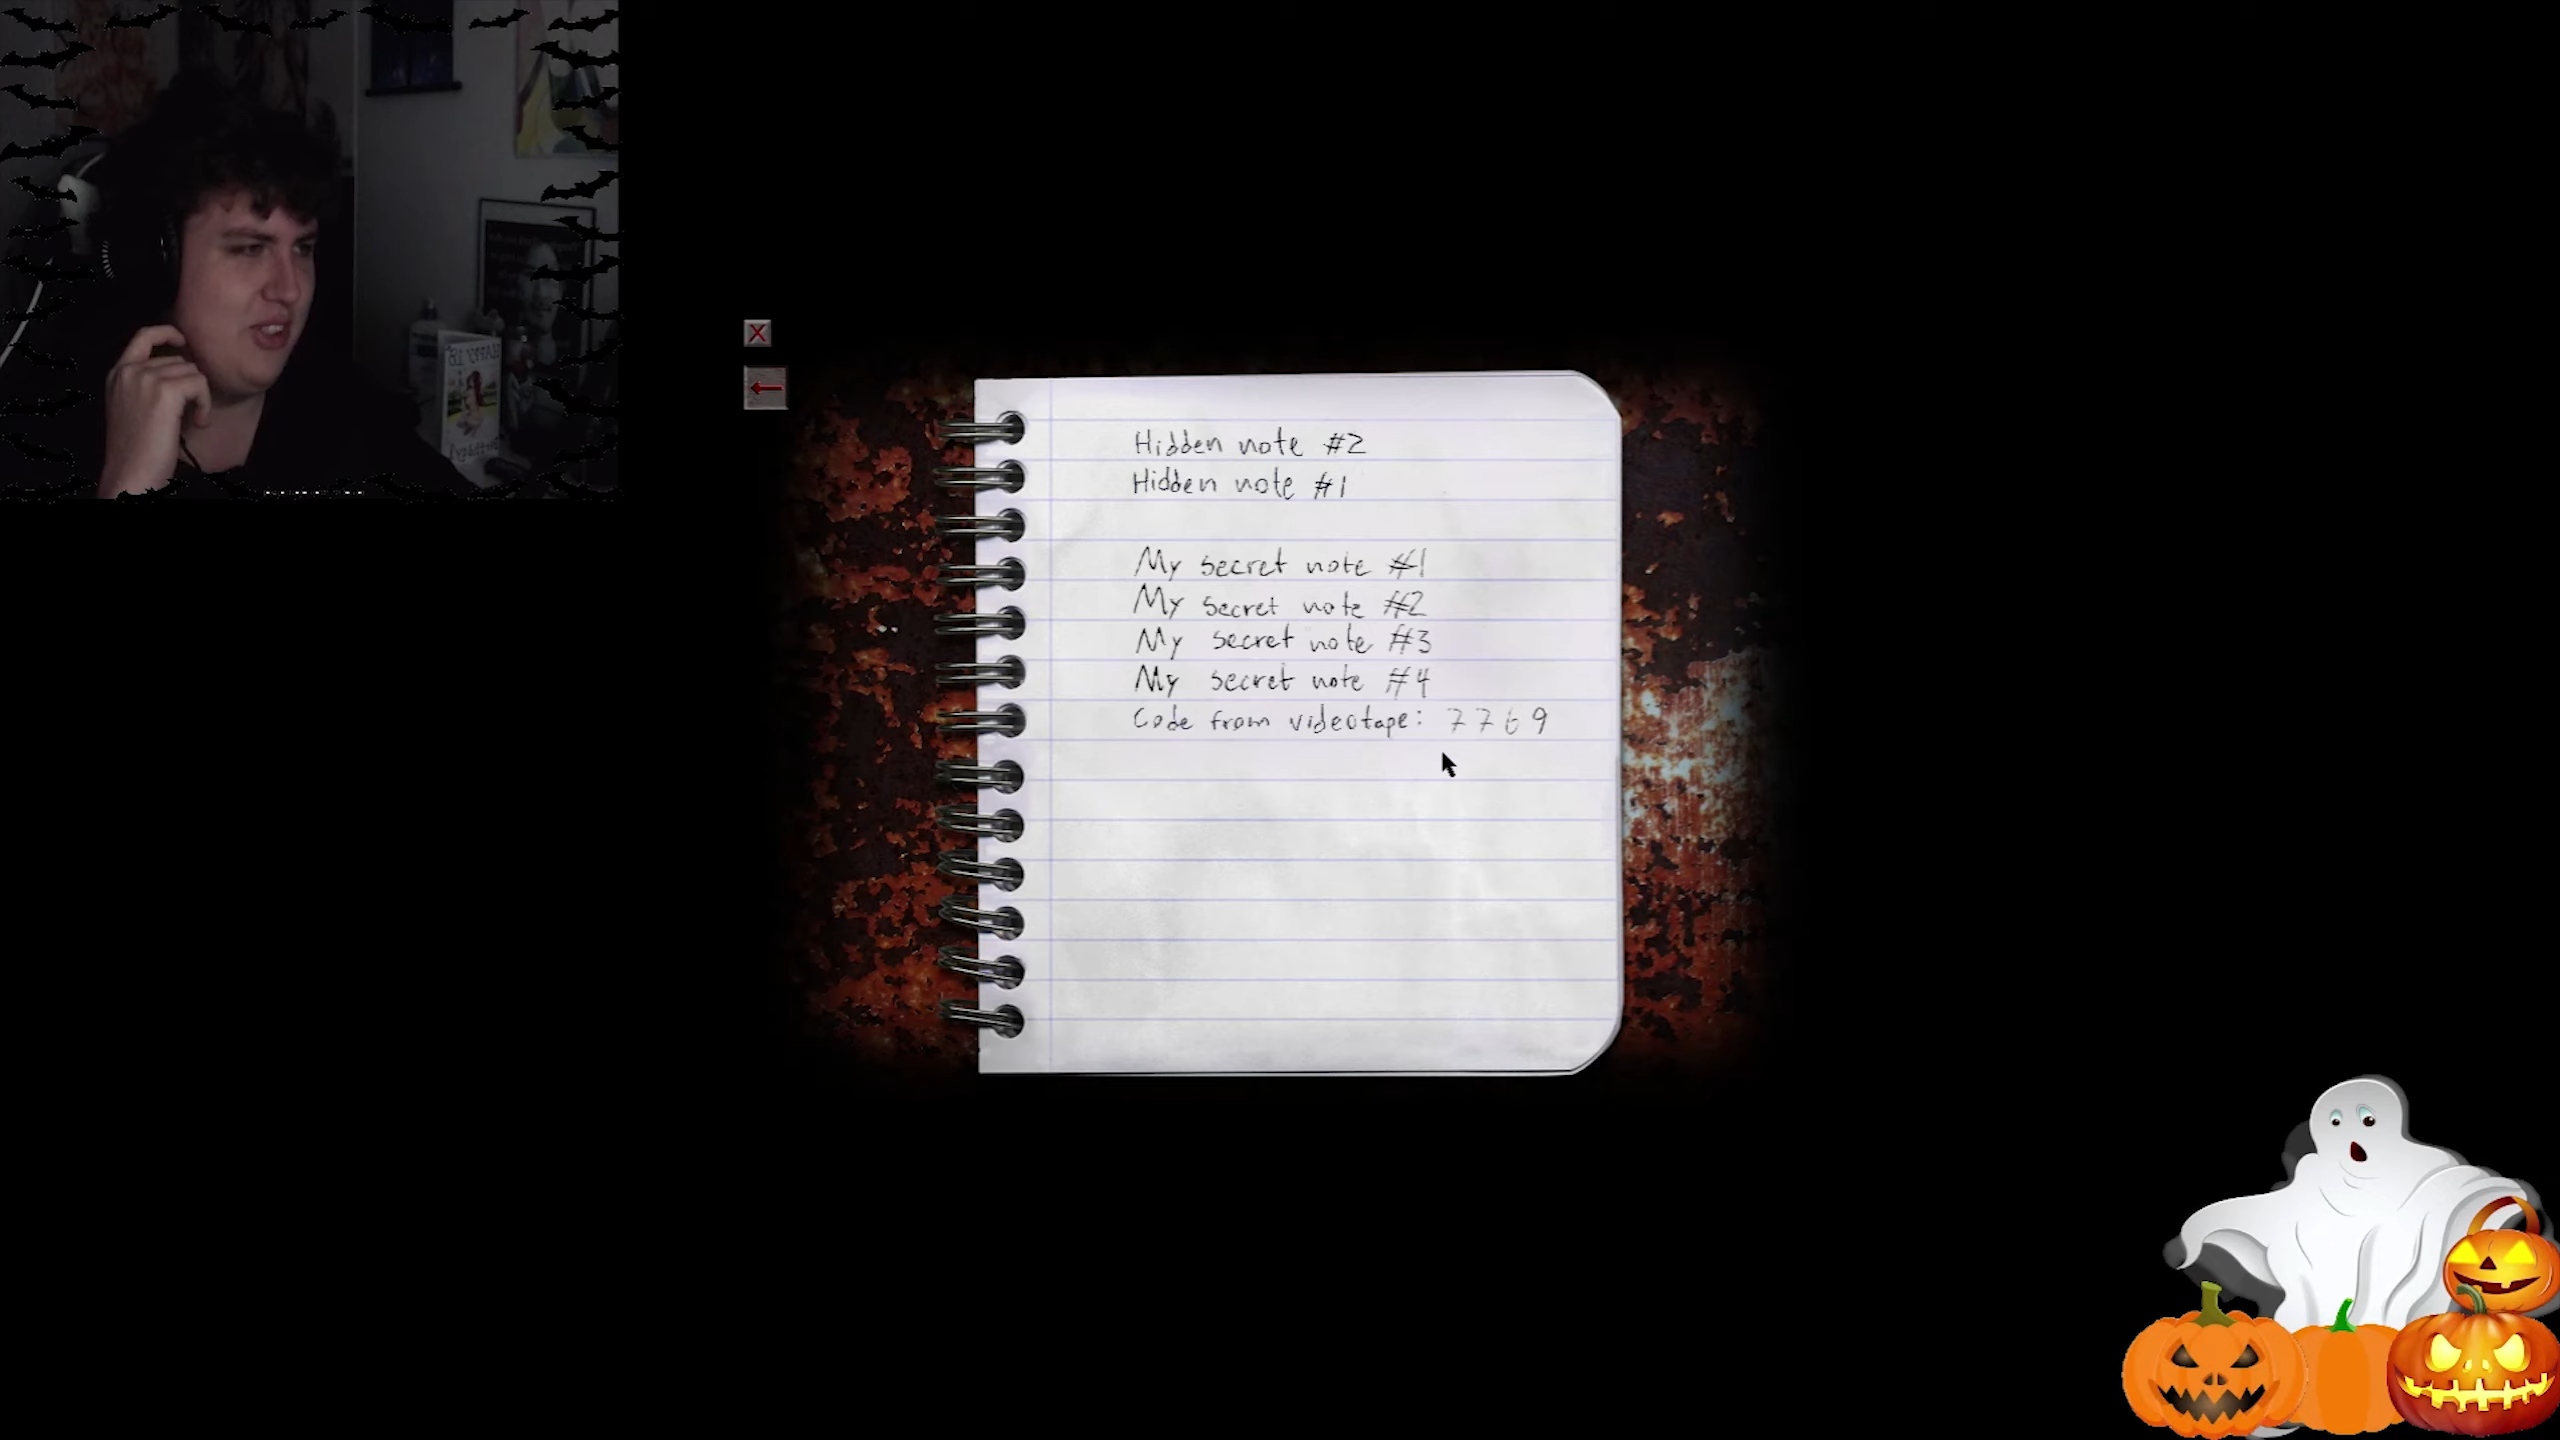 Hidden note #2
Hidden note #1
My secret note #1
My secret note #2
My secret note #3
My secret note #4
Code from videotape: 7769